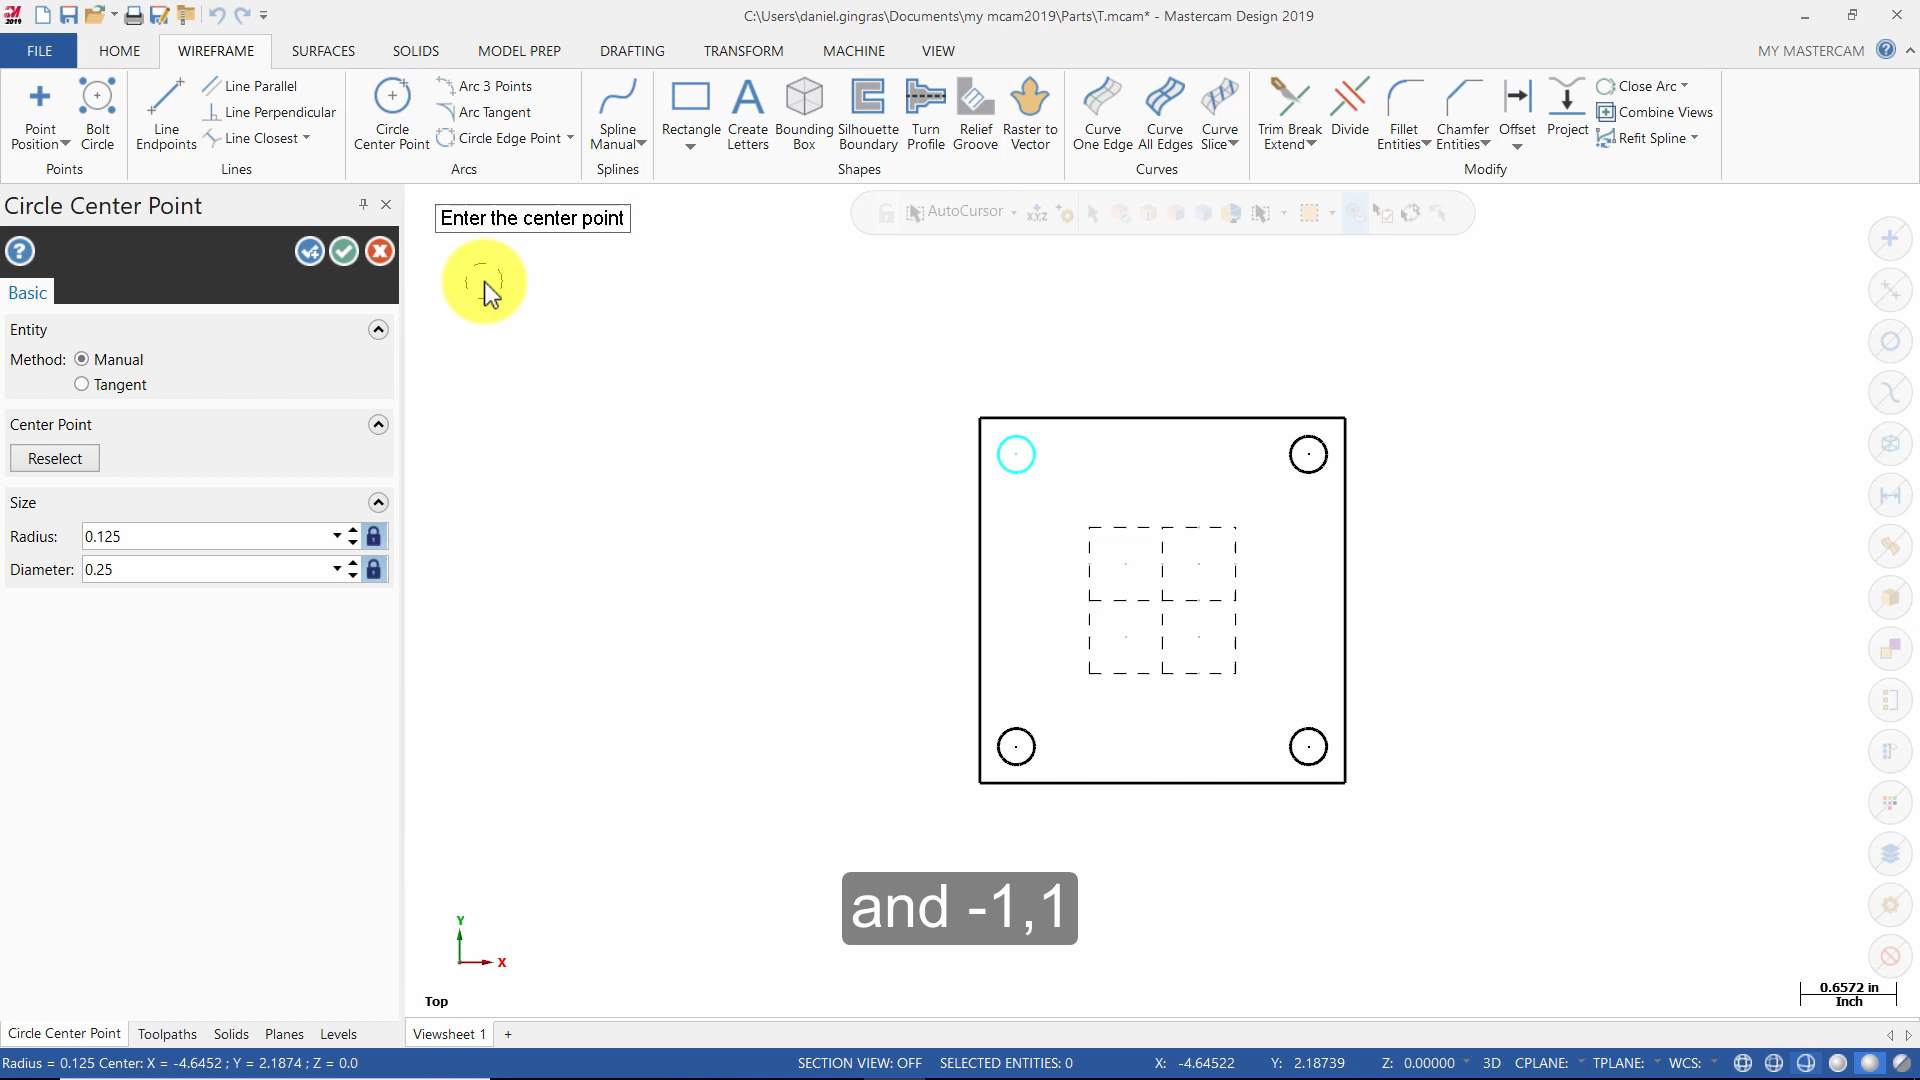 2019
C:\Users\daniel.gingras\Documents\my mcam2019\Parts\T.mcam* - Mastercam Design 2019
FILE HOME WIREFRAME SURFACES SOLIDS MODEL PREP DRAFTING TRANSFORM MACHINE VIEW MY MASTERCAM
Point Position
Bolt Circle
Points
Line Endpoints
Line Parallel
Line Perpendicular
Line Closest
Lines
Circle Center Point
Arc 3 Points
Arc Tangent
Circle Edge Point
Arcs
Spline Manual
Splines
Rectangle
Create Letters
Bounding Box
Silhouette Boundary
Turn Profile
Relief Groove
Raster to Vector
Shapes
Curve One Edge
Curve All Edges
Curve Slice
Curves
Trim Break Extend
Divide
Fillet Entities
Chamfer Entities
Offset
Project
Close Arc
Combine Views
Refit Spline
Modify
Circle Center Point
Basic
Entity
Method: Manual
Tangent
Center Point
Reselect
Size
Radius: 0.125
Diameter: 0.25
Enter the center point
AutoCursor
XYZ
and -1,1
Y
X
Top
0.6572 in
Inch
Circle Center Point Toolpaths Solids Planes Levels
Viewsheet 1 +
Radius = 0.125 Center: X = -4.6452 ; Y = 2.1874 ; Z = 0.0
SECTION VIEW: OFF SELECTED ENTITIES: 0 X: -4.64522 Y: 2.18739 Z: 0.00000 3D CPLANE: TPLANE: WCS: